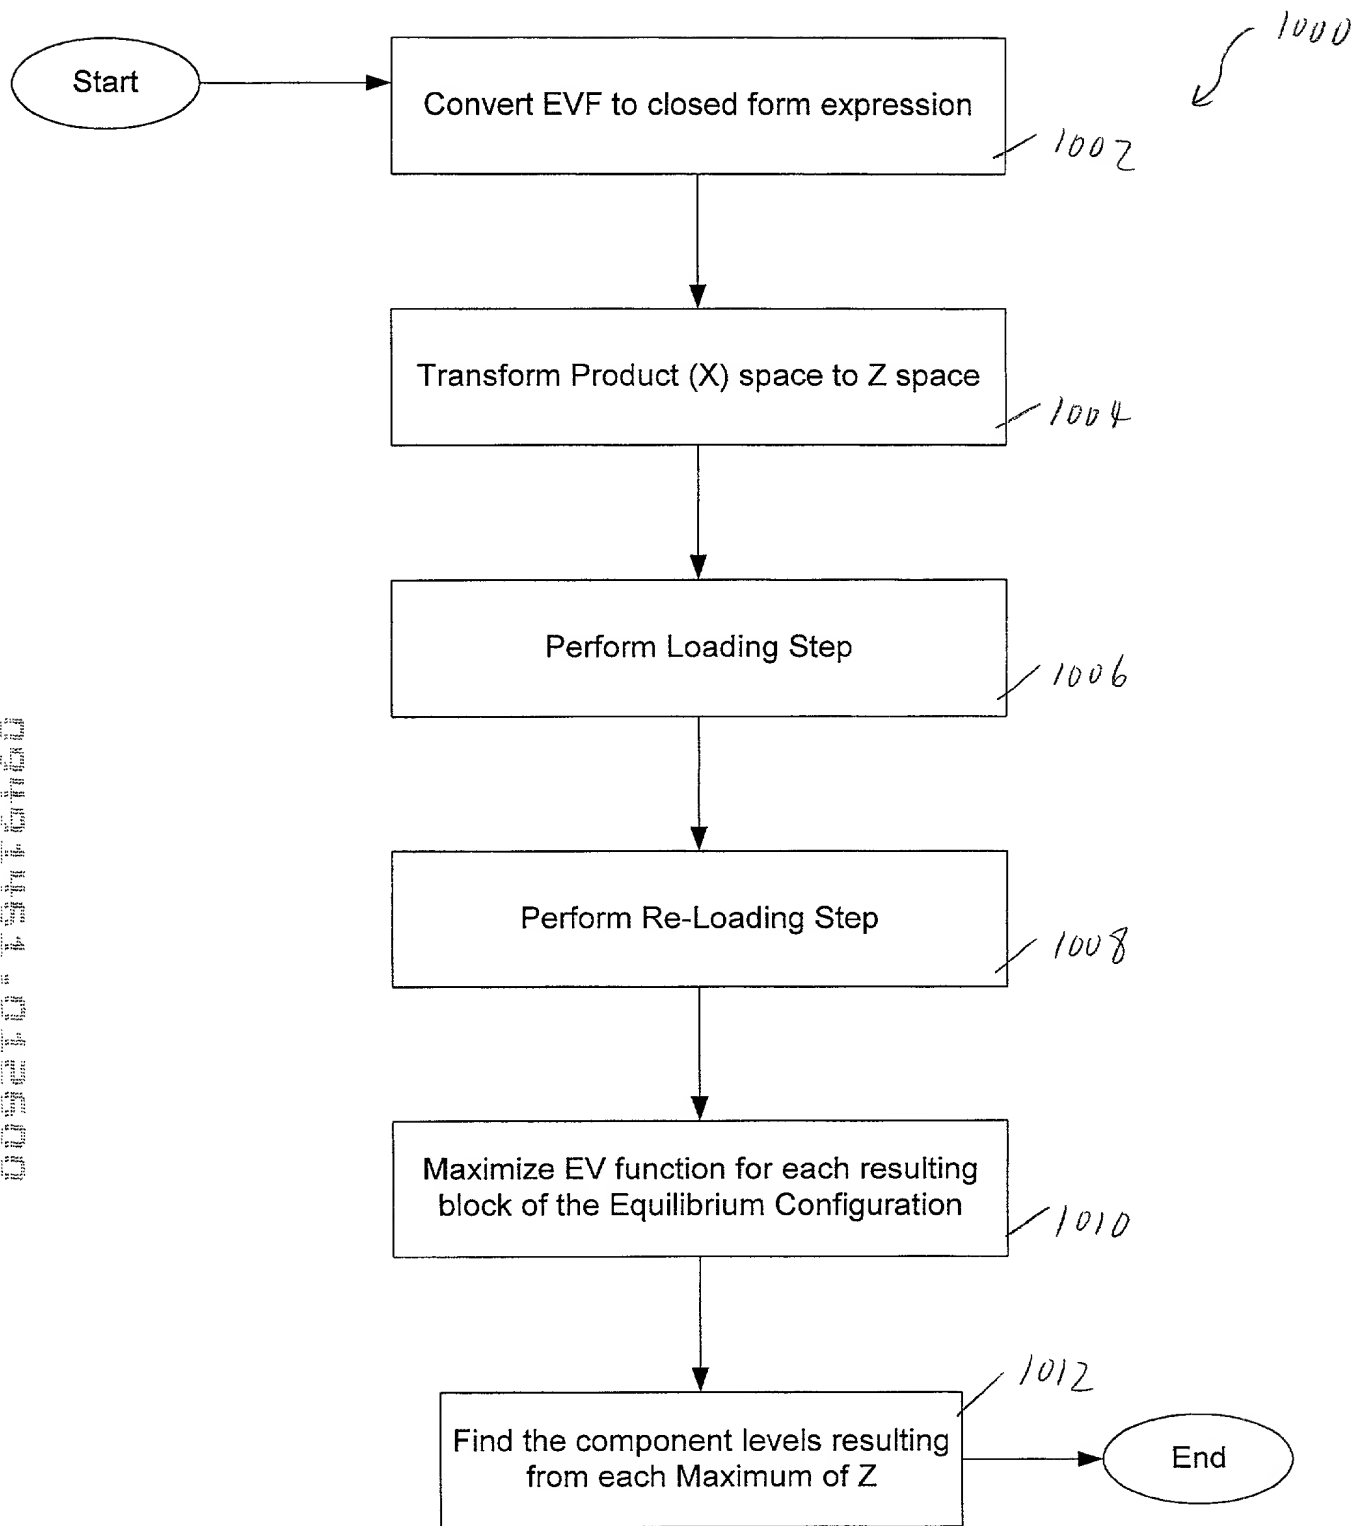 1000
Start
Convert EVF to closed form expression
1002
Transform Product (X) space to Z space
1004
Perform Loading Step
1006
Perform Re-Loading Step
1008
Maximize EV function for each resulting
block of the Equilibrium Configuration
1010
1012
Find the component levels resulting
from each Maximum of Z
End